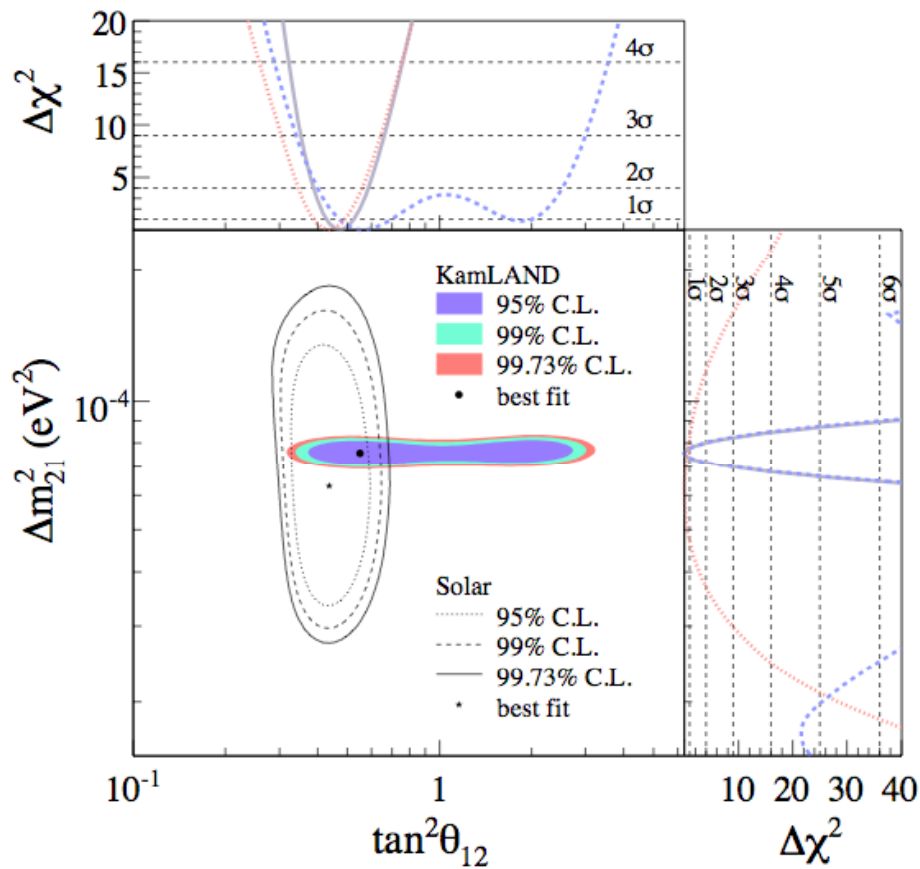 20
15
10
5
Δχ²
4σ
3σ
2σ
1σ
KamLAND
95% C.L.
99% C.L.
99.73% C.L.
best fit
Solar
95% C.L.
99% C.L.
99.73% C.L.
best fit
10⁻⁴
Δm²₂₁ (eV²)
10⁻¹
1
tan²θ₁₂
1σ
2σ
3σ
4σ
5σ
6σ
10 20 30 40
Δχ²